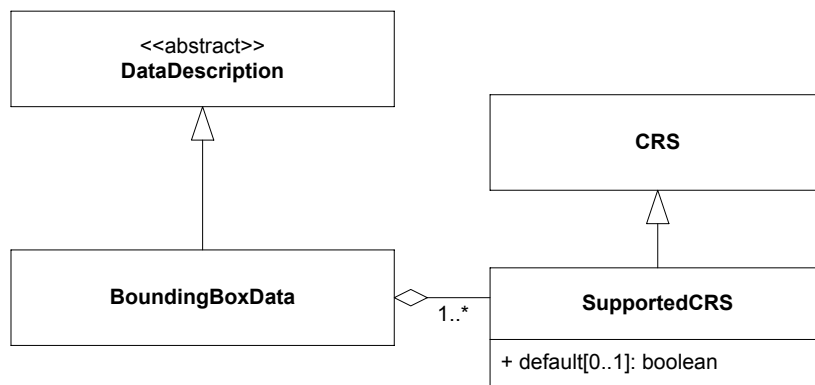 <<abstract>>
DataDescription
CRS
BoundingBoxData
1..*
SupportedCRS
+ default[0..1]: boolean